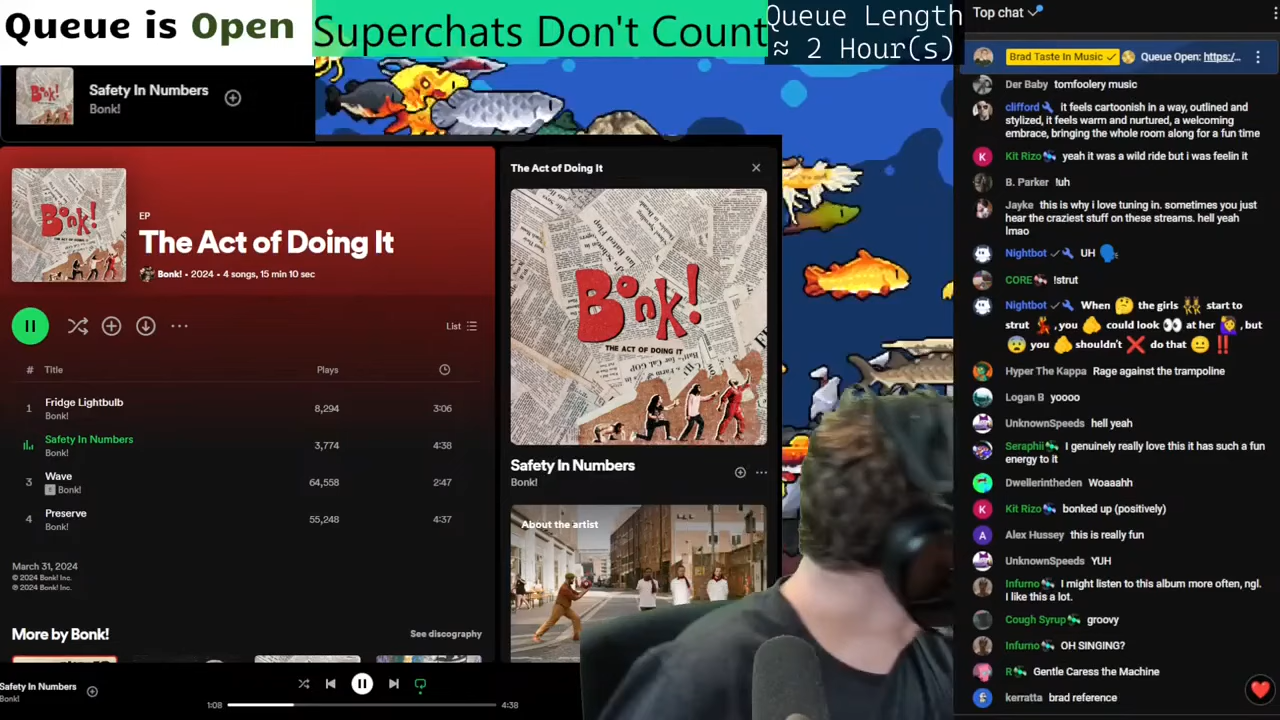 Queue is Open
Superchats Don't Count
Queue Length
≈ 2 Hour(s)
Safety In Numbers
Bonk!
EP
The Act of Doing It
Bonk! • 2024 • 4 songs, 15 min 10 sec
List
# Title Plays
1 Fridge Lightbulb 8,294 3:06
Bonk!
Safety In Numbers 3,774 4:38
Bonk!
3 Wave 64,558 2:47
E Bonk!
4 Preserve 55,248 4:37
Bonk!
March 31, 2024
© 2024 Bonk! Inc.
℗ 2024 Bonk! Inc.
More by Bonk!
See discography
Safety In Numbers
Bonk!
1:08
4:38
The Act of Doing It
Bonk!
THE ACT OF DOING IT
Safety In Numbers
Bonk!
About the artist
Top chat
Brad Taste In Music Queue Open: https:/...
Der Baby tomfoolery music
clifford it feels cartoonish in a way, outlined and
stylized, it feels warm and nurtured, a welcoming
embrace, bringing the whole room along for a fun time
Kit Rizo yeah it was a wild ride but i was feelin it
B. Parker !uh
Jayke this is why i love tuning in. sometimes you just
hear the craziest stuff on these streams. hell yeah
lmao
Nightbot UH 🗣️
CORE !strut
Nightbot When 🤔 the girls 👯 start to
strut 💃 , you 🫵 could look 👀 at her 🙋‍♀️ , but
😰 you 🫵 shouldn't ❌ do that 😐 ‼️
Hyper The Kappa Rage against the trampoline
Logan B yoooo
UnknownSpeeds hell yeah
Seraphii I genuinely really love this it has such a fun
energy to it
Dwellerintheden Woaaahh
Kit Rizo bonked up (positively)
Alex Hussey this is really fun
UnknownSpeeds YUH
Infurno I might listen to this album more often, ngl.
I like this a lot.
Cough Syrup groovy
Infurno OH SINGING?
R Gentle Caress the Machine
kerratta brad reference